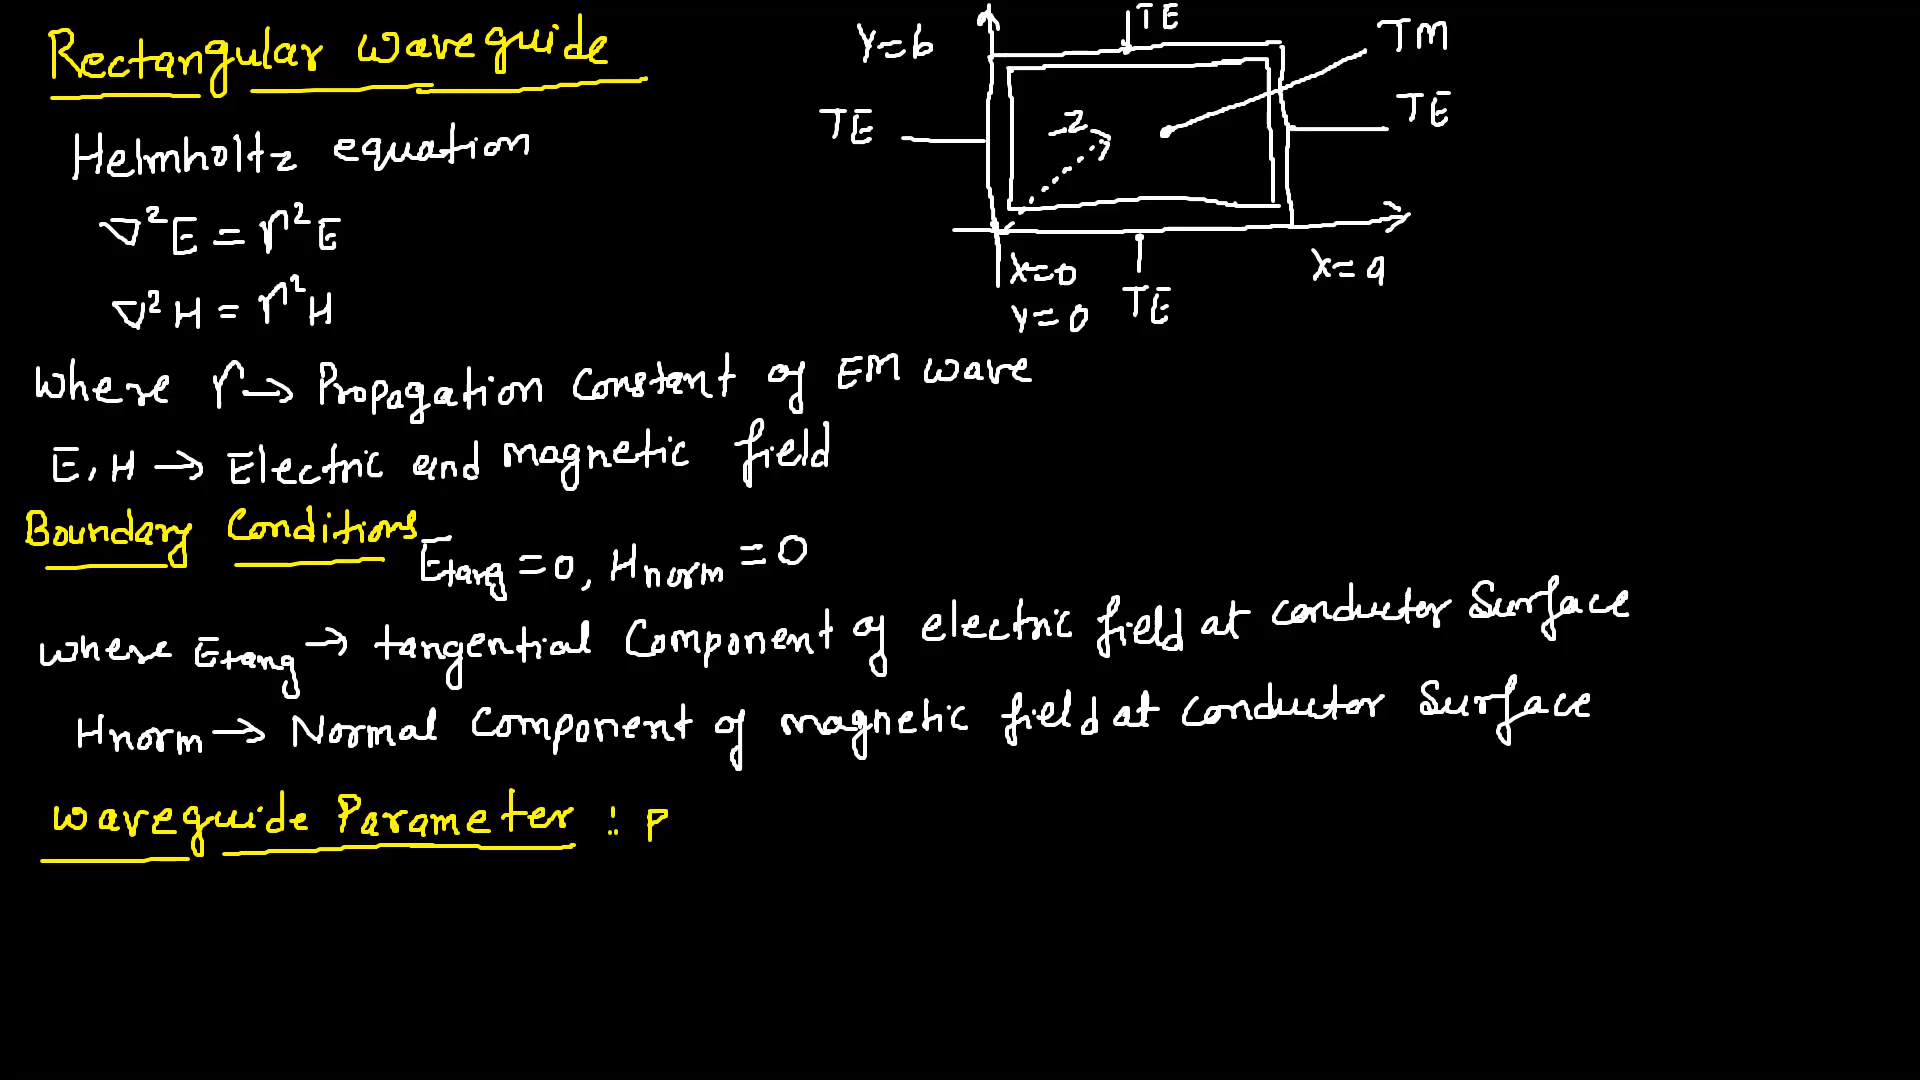 Rectangular Waveguide
Helmholtz equation
∇²E = γ²E
∇²H = γ²H
Where γ → Propagation Constant of EM wave
E, H → Electric and magnetic field
Boundary Conditions Etang = 0, Hnorm = 0
where Etang → tangential Component of electric field at conductor Surface
Hnorm → Normal Component of magnetic field at conductor Surface
Waveguide Parameter : P
TE
Y=b
TM
TE
TE
-z
X=0
X=a
Y=0
TE